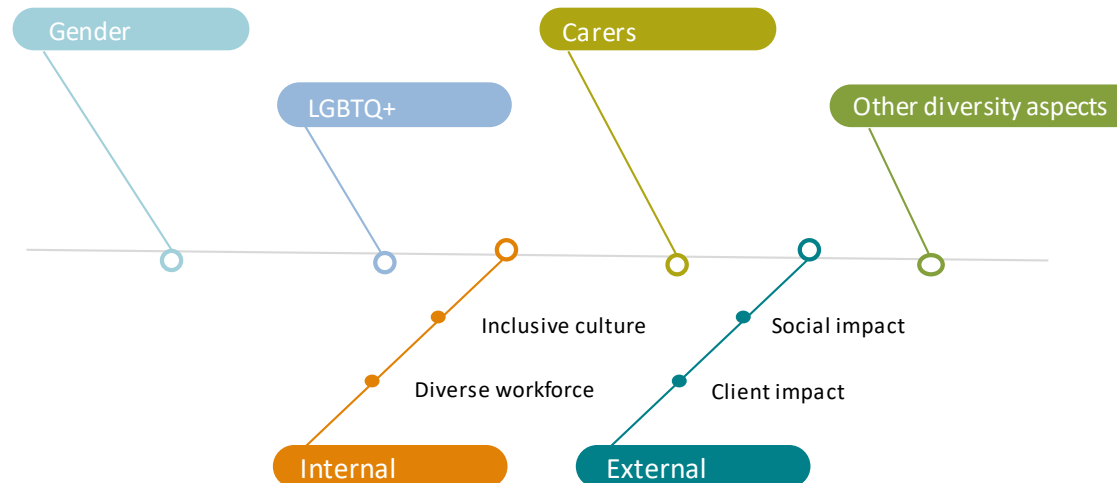 Gender
Carers
LGBTQ+
Other diversity aspects
Inclusive culture
Social impact
Diverse workforce
Client impact
Internal
External